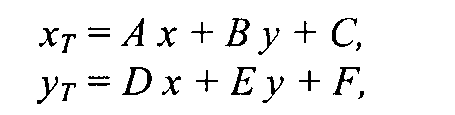 x_T = A x + B y + C,
y_T = D x + E y + F,